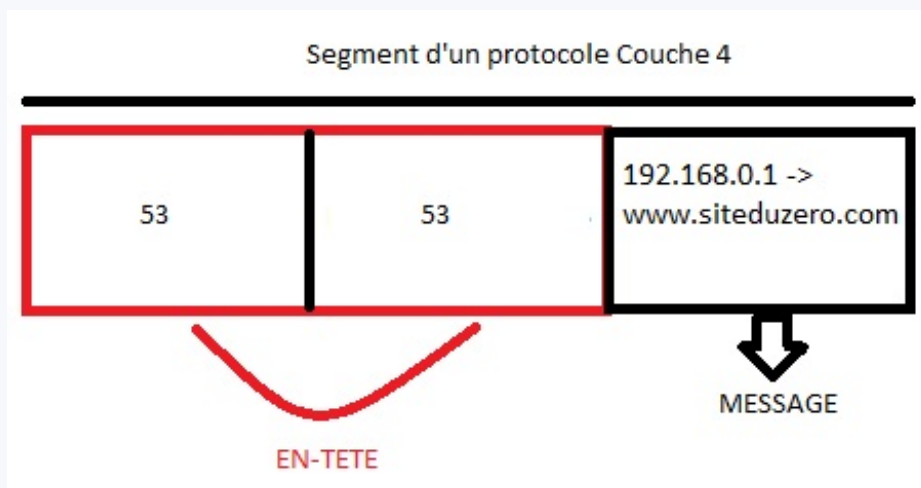 Segment d'un protocole Couche 4
53
53
192.168.0.1 ->
www.siteduzero.com
MESSAGE
EN-TETE